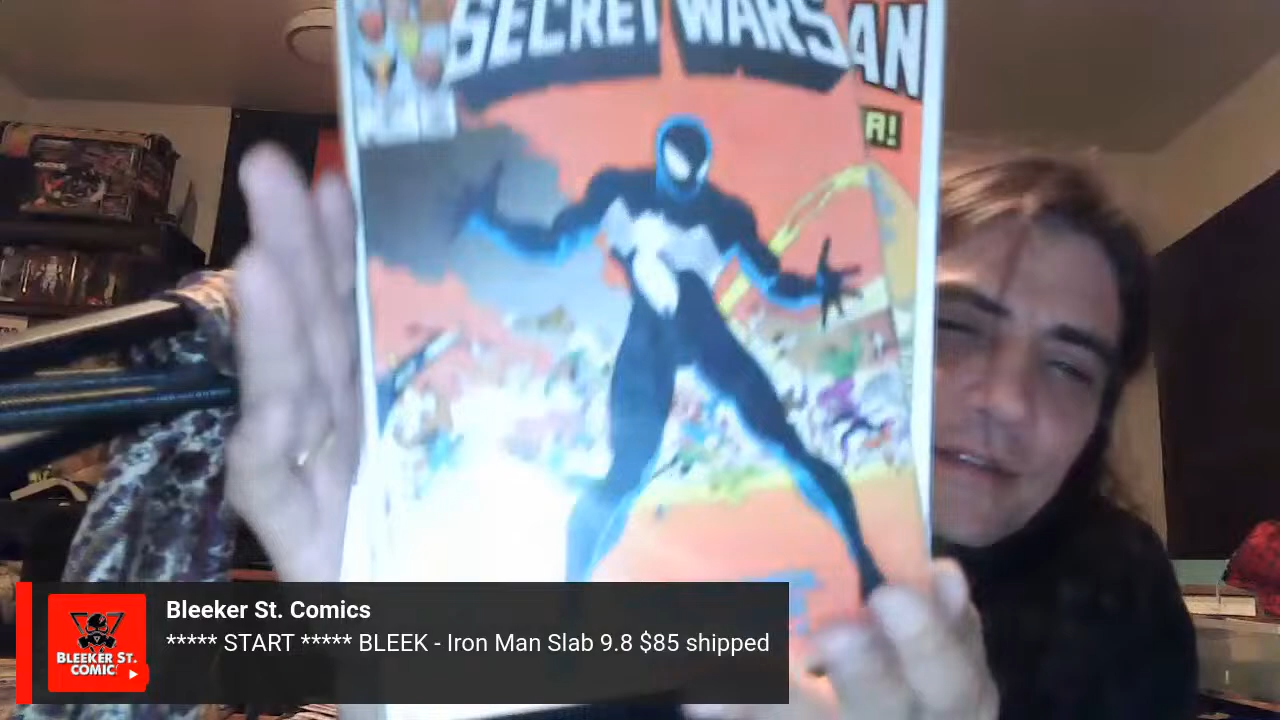 SECRET WARS
AN
A!
Bleeker St. Comics
***** START ***** BLEEK - Iron Man Slab 9.8 $85 shipped
BLEEKER ST.
COMIC